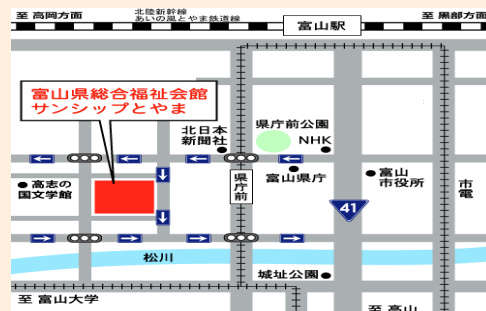 至 高岡方面
北陸新幹線
あいの風とやま鉄道線
富山駅
至 黒部方面
富山県総合福祉会館
サンシップとやま
北日本
新聞社
県庁前公園
NHK
県庁前
富山県庁
富山
市役所
市電
高志の
国文学館
41
松川
城址公園
至 富山大学
至 高山